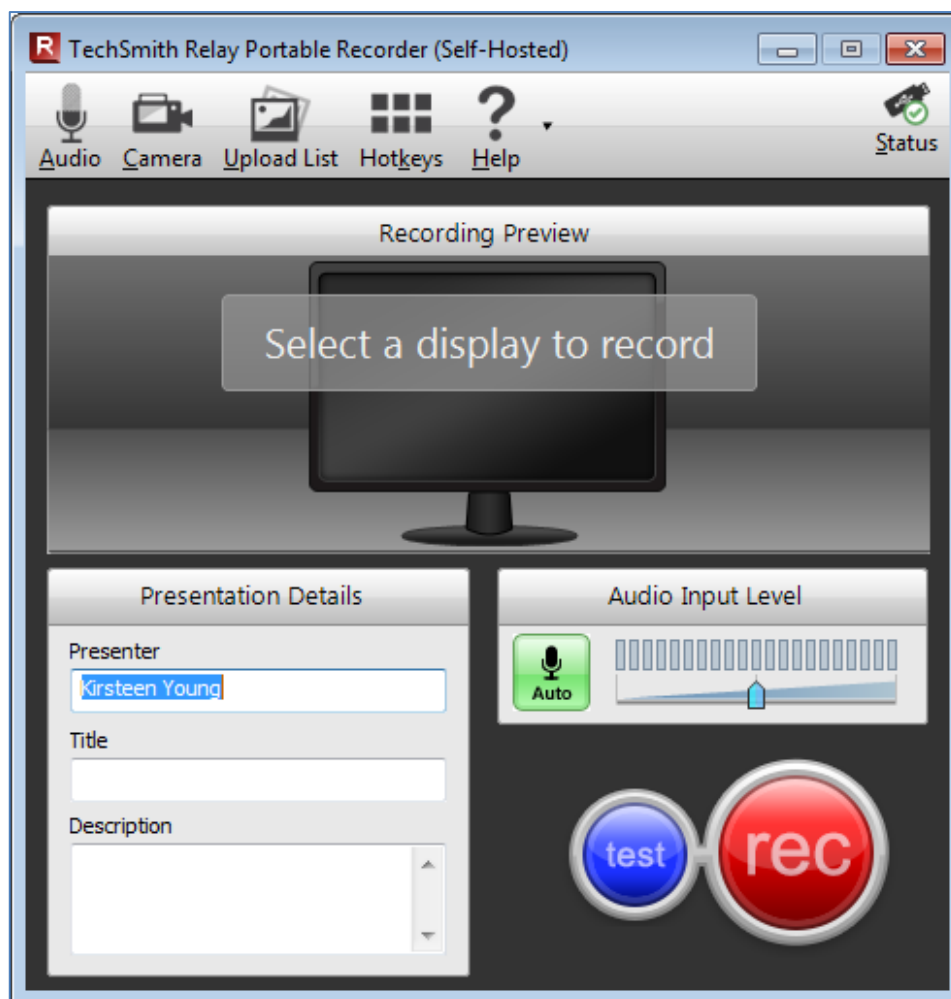 R TechSmith Relay Portable Recorder (Self-Hosted)
Audio Camera Upload List Hotkeys Help Status
Recording Preview
Select a display to record
Presentation Details
Presenter
Kirsteen Young
Title
Description
Audio Input Level
Auto
test rec